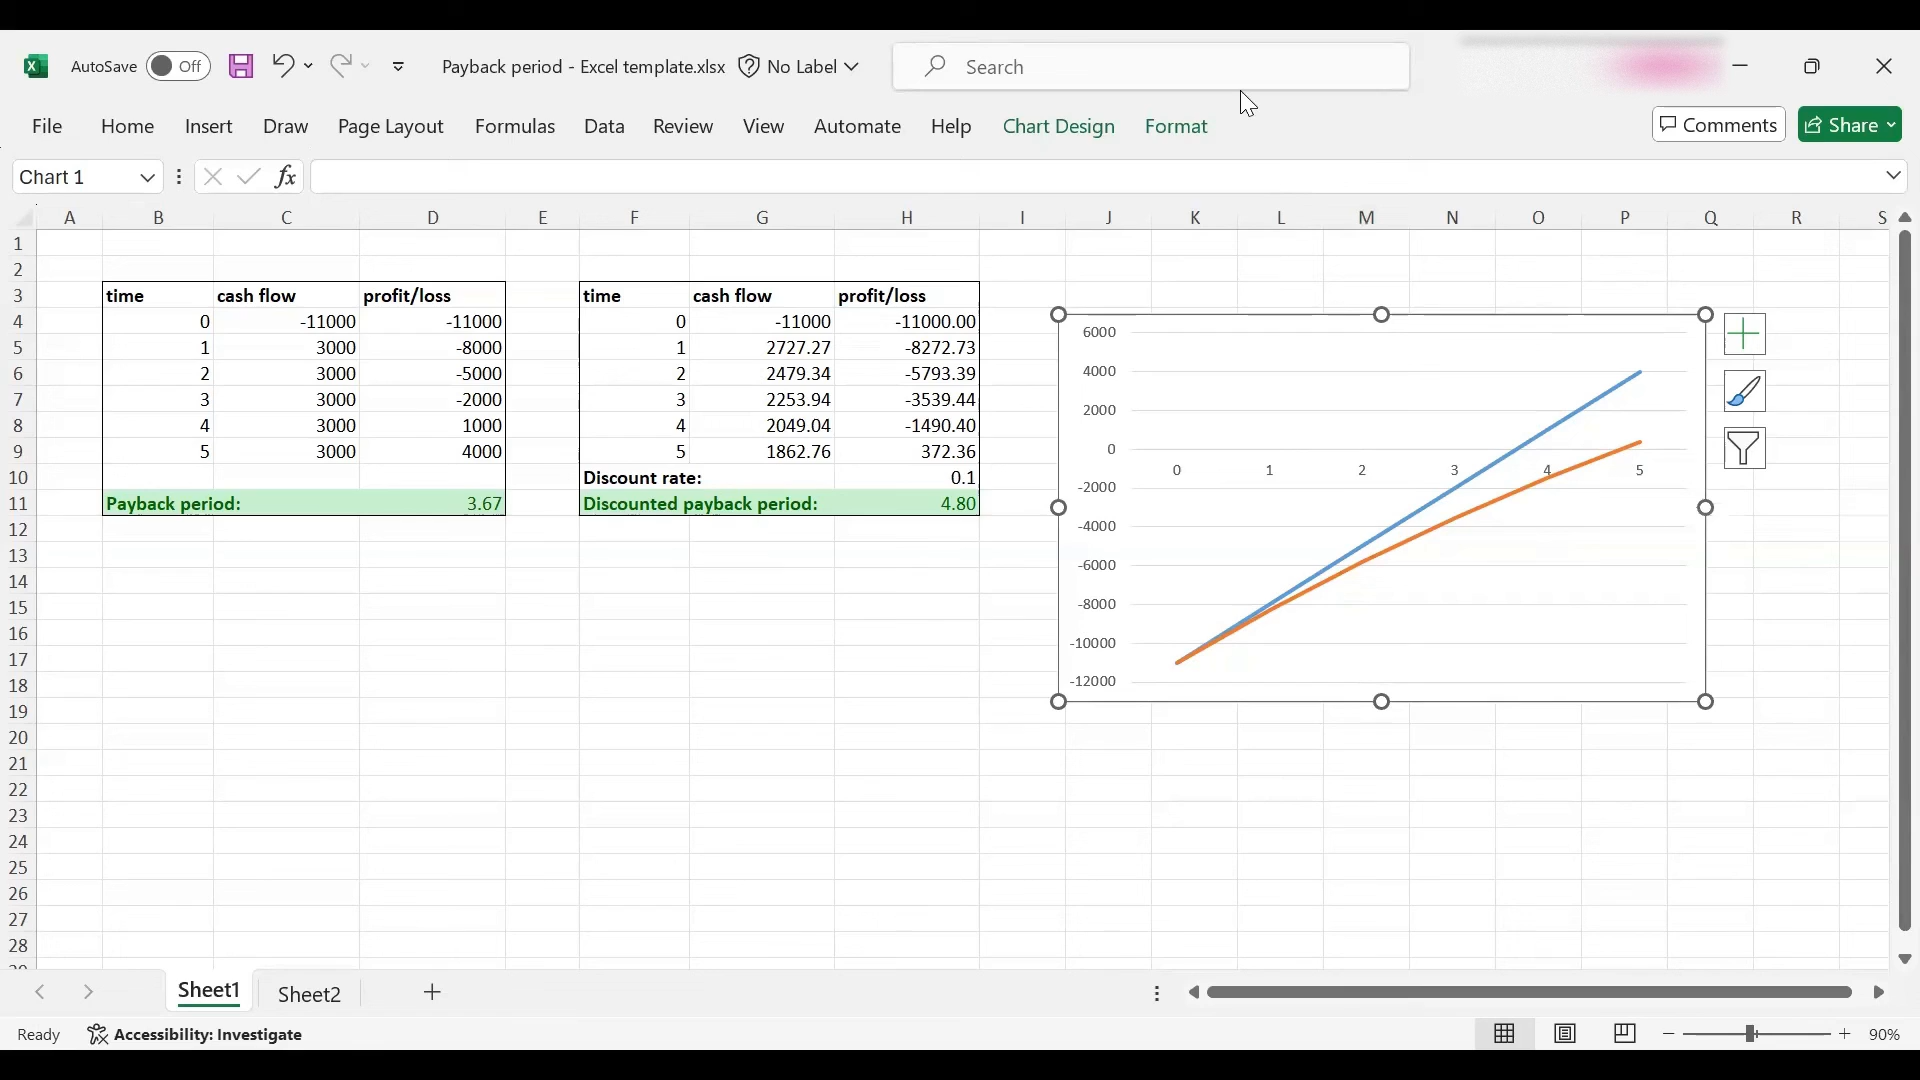 AutoSave Off Payback period - Excel template.xlsx No Label Search
File Home Insert Draw Page Layout Formulas Data Review View Automate Help Chart Design Format Comments Share
Chart 1 fx
A B C D E F G H I J K L M N O P Q R S
1
2
3 time cash flow profit/loss time cash flow profit/loss
4 0 -11000 -11000 0 -11000 -11000.00
5 1 3000 -8000 1 2727.27 -8272.73
6 2 3000 -5000 2 2479.34 -5793.39
7 3 3000 -2000 3 2253.94 -3539.44
8 4 3000 1000 4 2049.04 -1490.40
9 5 3000 4000 5 1862.76 372.36
10 Discount rate: 0.1
11 Payback period: 3.67 Discounted payback period: 4.80
12
13
14
15
16
17
18
19
20
21
22
23
24
25
26
27
28
6000
4000
2000
0
0 1 2 3 4 5
-2000
-4000
-6000
-8000
-10000
-12000
Sheet1 Sheet2
Ready Accessibility: Investigate 90%